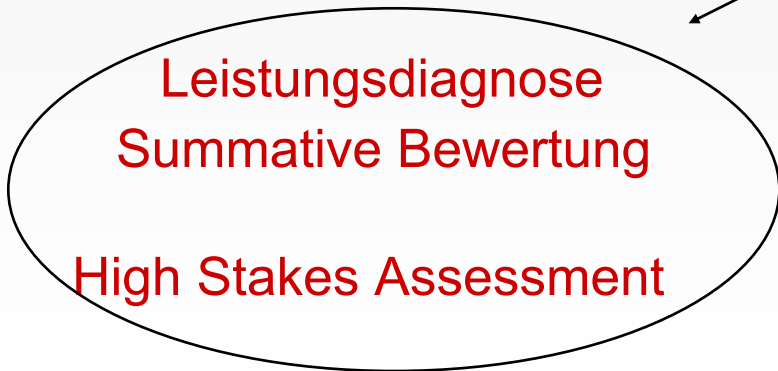 Leistungsdiagnose
Summative Bewertung
High Stakes Assessment